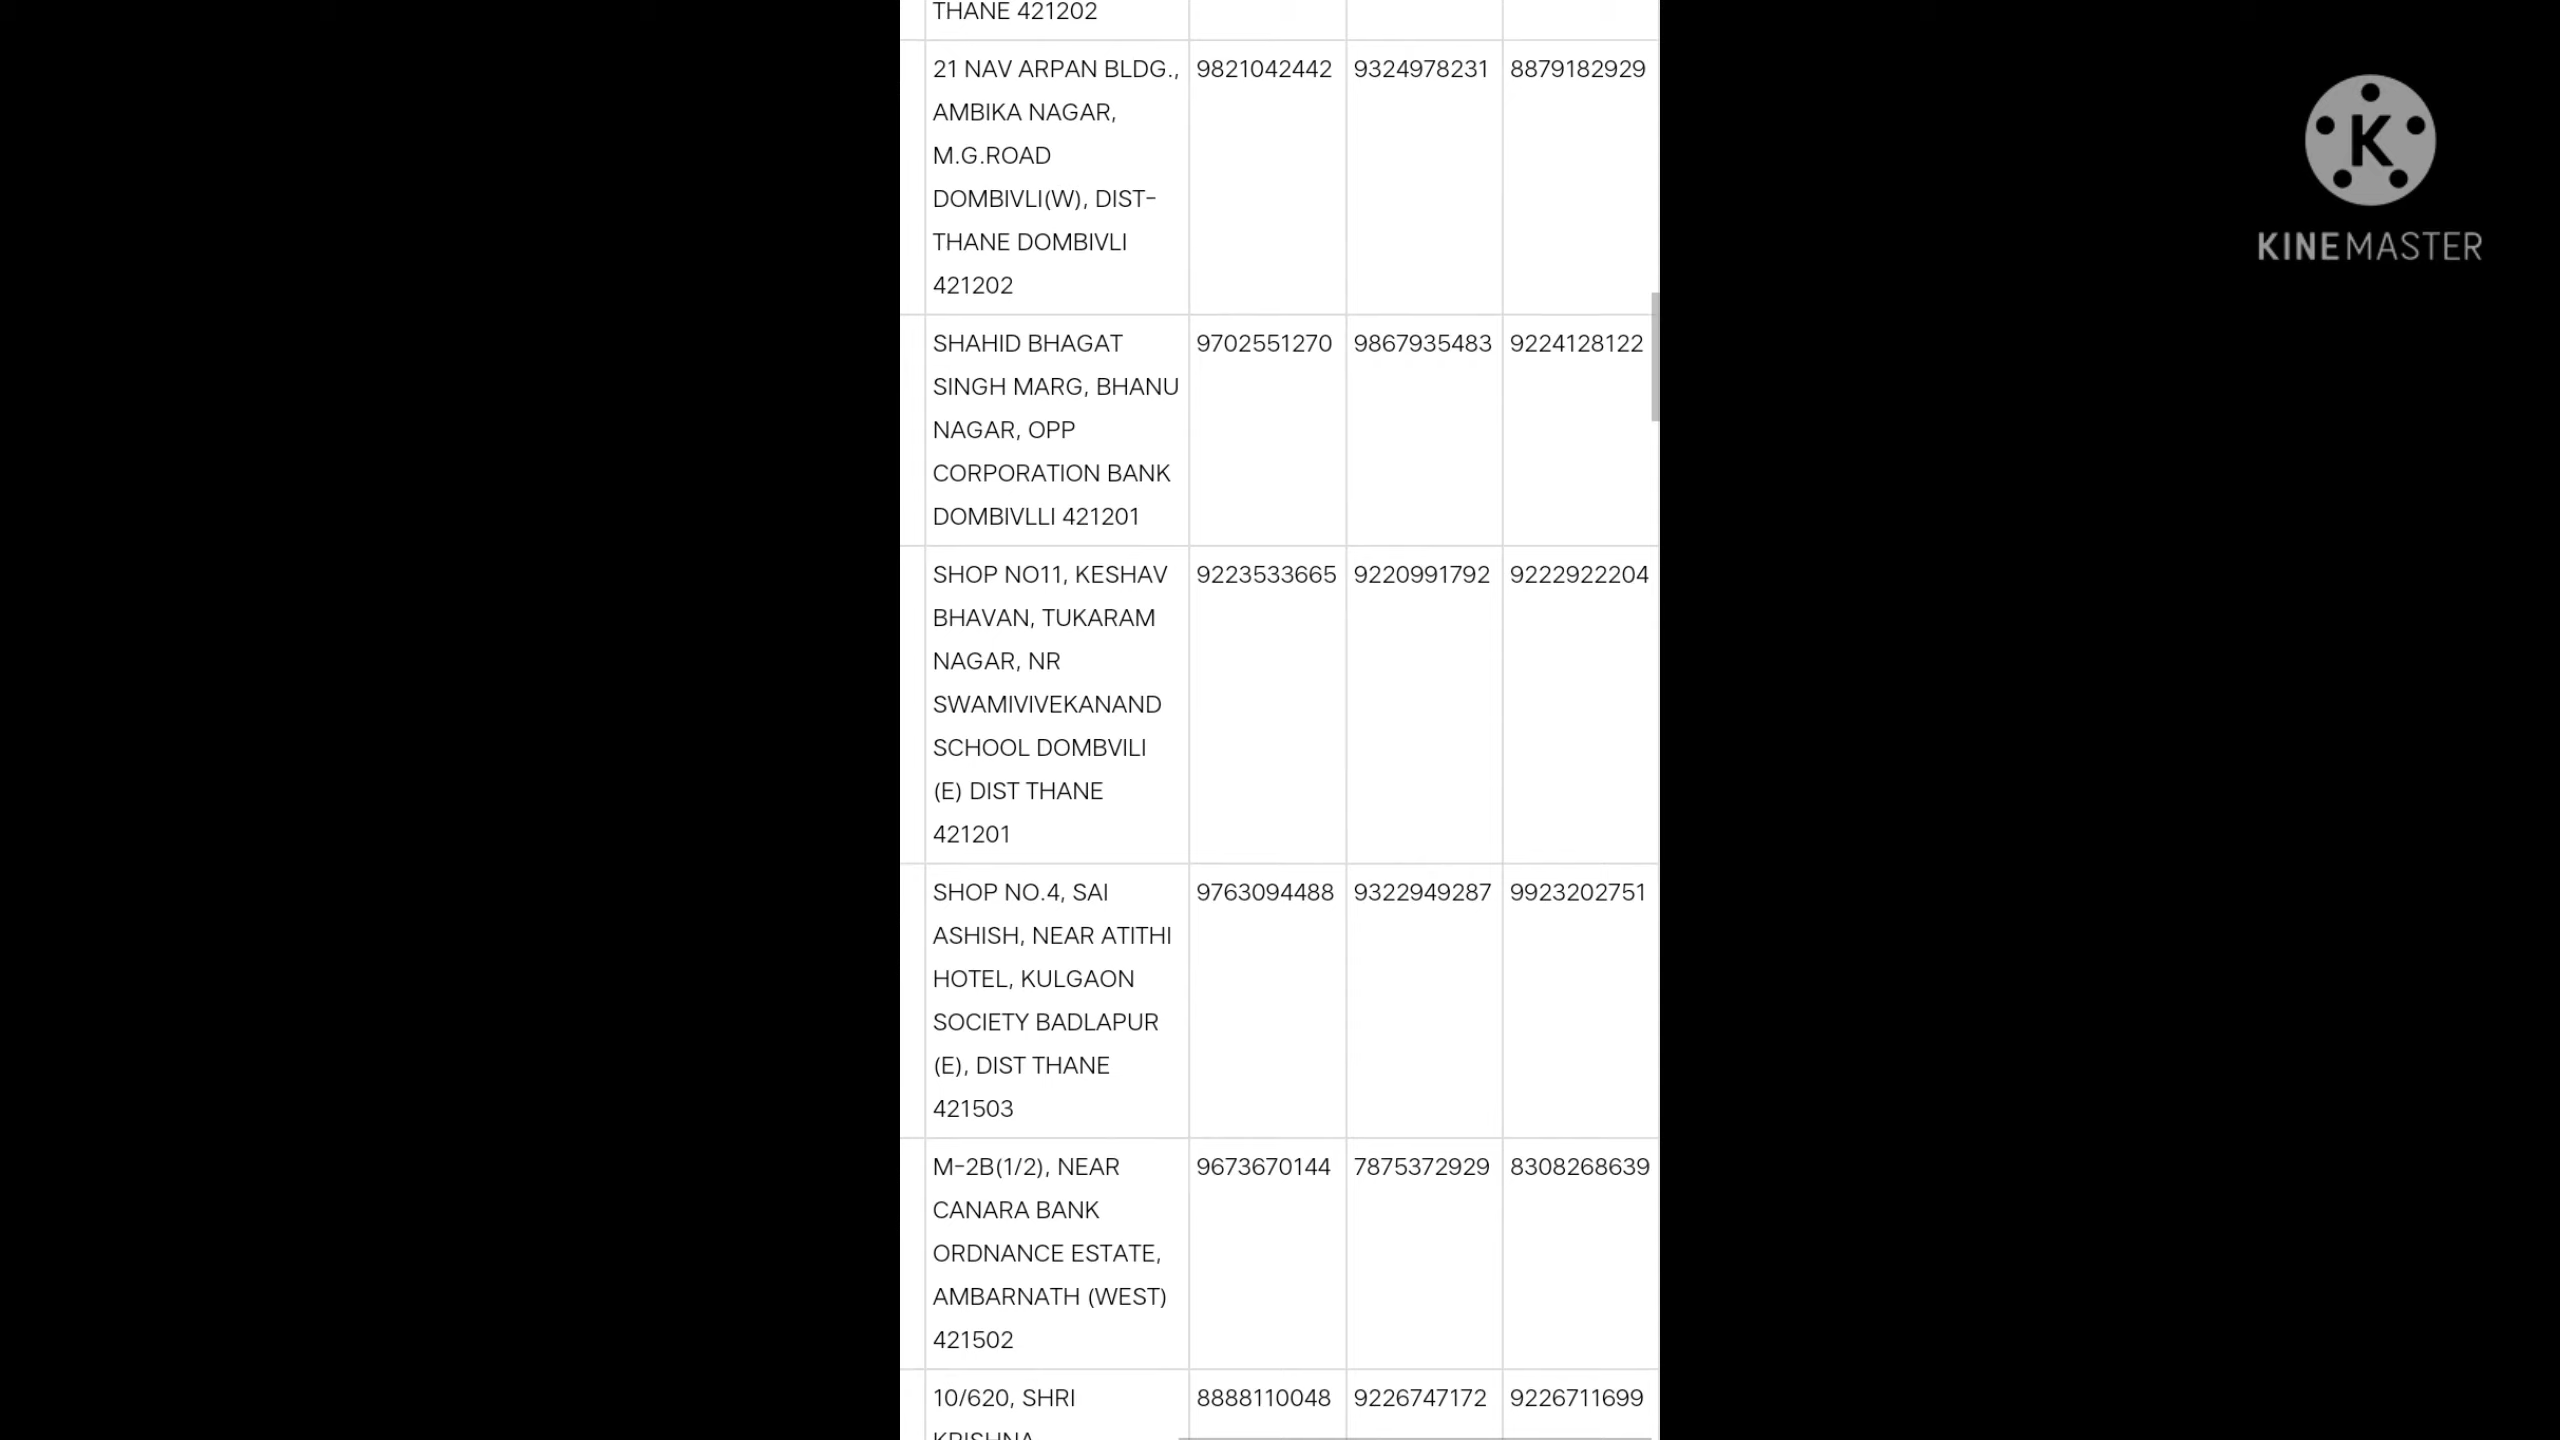 THANE 421202
21 NAV ARPAN BLDG., 9821042442 9324978231 8879182929
AMBIKA NAGAR,
M.G.ROAD
DOMBIVLI(W), DIST-
THANE DOMBIVLI
421202
SHAHID BHAGAT 9702551270 9867935483 9224128122
SINGH MARG, BHANU
NAGAR, OPP
CORPORATION BANK
DOMBIVLLI 421201
SHOP NO11, KESHAV 9223533665 9220991792 9222922204
BHAVAN, TUKARAM
NAGAR, NR
SWAMIVIVEKANAND
SCHOOL DOMBVILI
(E) DIST THANE
421201
SHOP NO.4, SAI 9763094488 9322949287 9923202751
ASHISH, NEAR ATITHI
HOTEL, KULGAON
SOCIETY BADLAPUR
(E), DIST THANE
421503
M-2B(1/2), NEAR 9673670144 7875372929 8308268639
CANARA BANK
ORDNANCE ESTATE,
AMBARNATH (WEST)
421502
10/620, SHRI 8888110048 9226747172 9226711699
KRISHNA
K
KINEMASTER